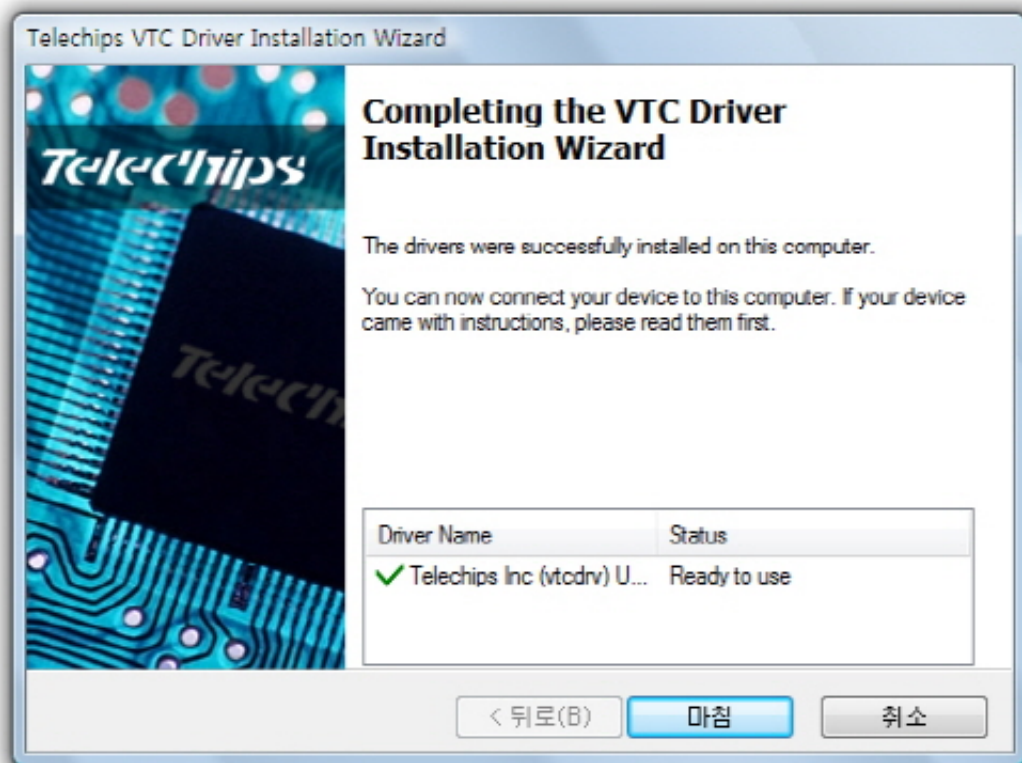 Telechips VTC Driver Installation Wizard
Telechips
Completing the VTC Driver
Installation Wizard
The drivers were successfully installed on this computer.
You can now connect your device to this computer. If your device
came with instructions, please read them first.
Telech
Driver Name Status
Telechips Inc (vtcdrv) U... Ready to use
< 뒤로(B) 마침 취소